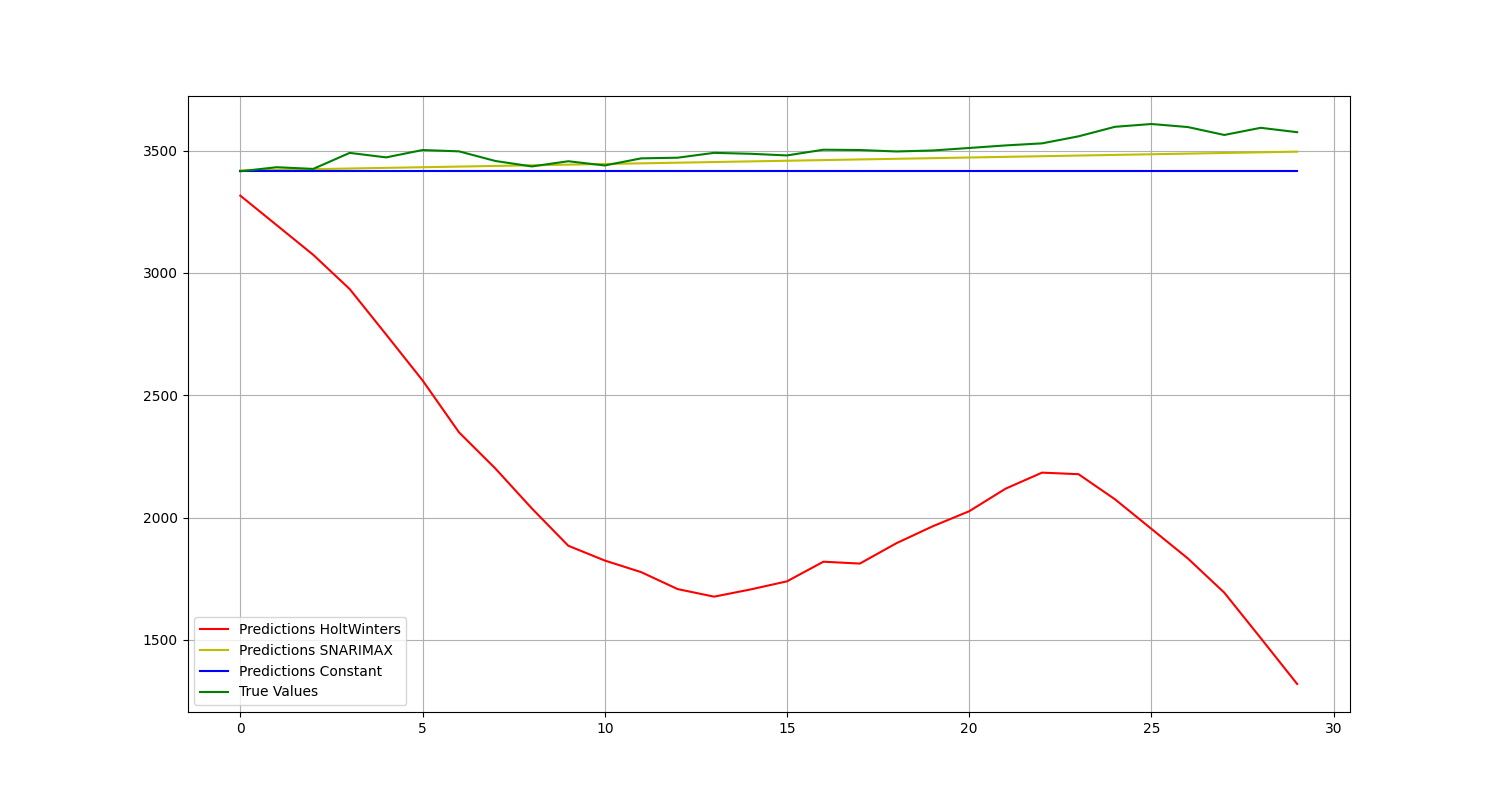 3500
3000
2500
2000
1500
Predictions HoltWinters
Predictions SNARIMAX
Predictions Constant
True Values
0 5 10 15 20 25 30